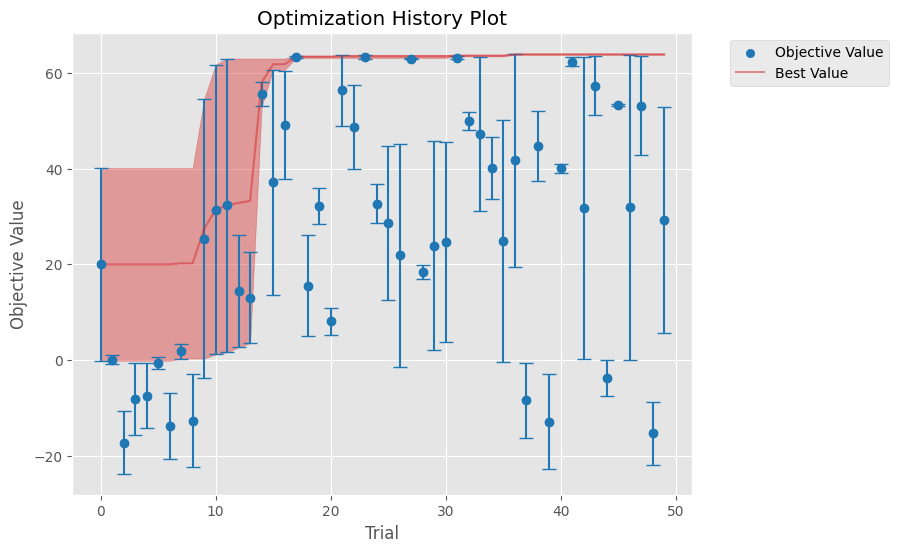 Optimization History Plot
Objective Value
Best Value
60
40
20
0
−20
Objective Value
0 10 20 30 40 50
Trial